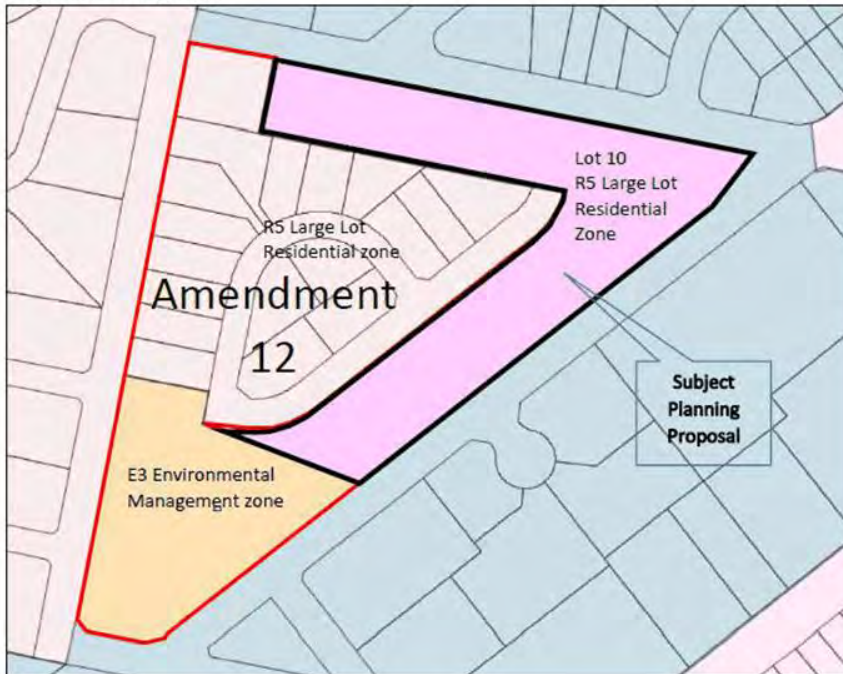 Lot 10
R5 Large Lot
Residential
Zone
R5 Large Lot
Residential zone
Amendment
12
Subject
Planning
Proposal
E3 Environmental
Management zone